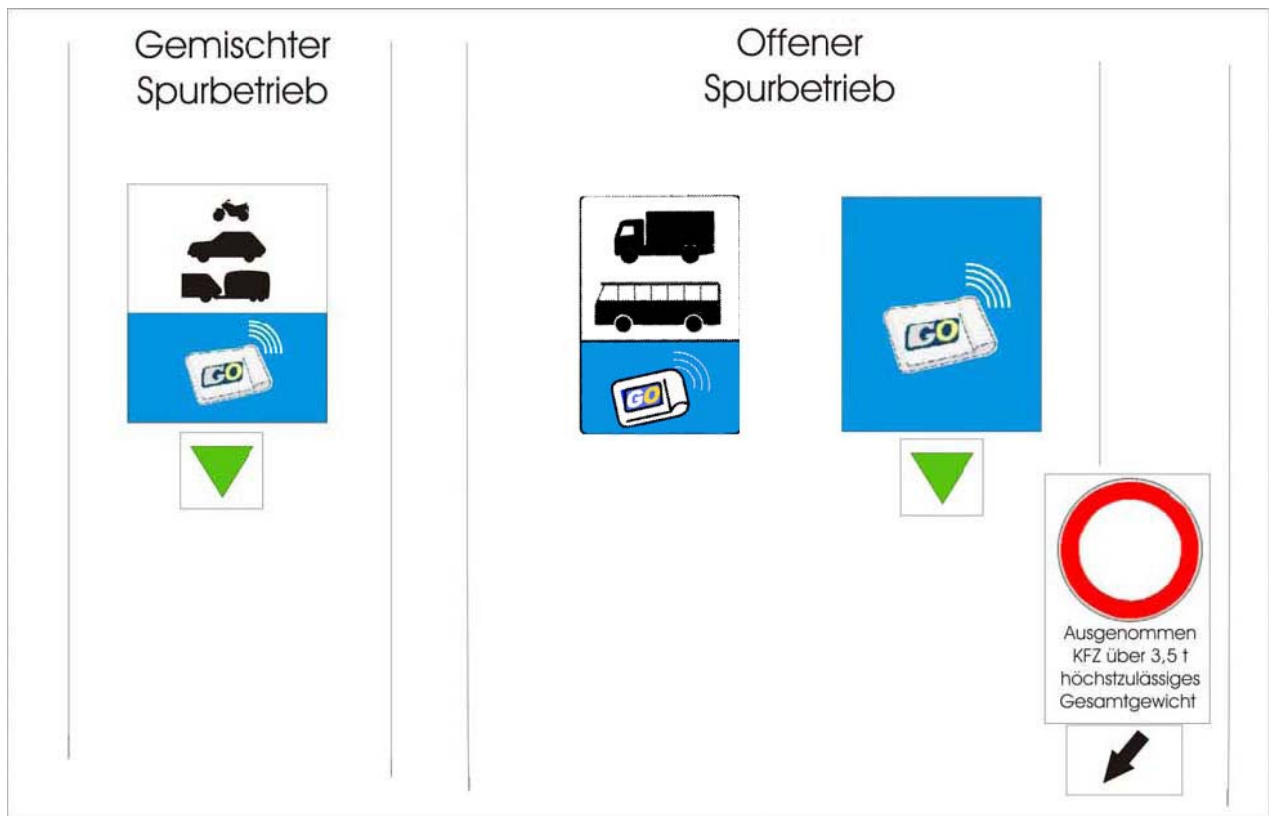 Gemischter
Spurbetrieb
Offener
Spurbetrieb
GO
GO
GO
Ausgenommen
KFZ über 3,5 t
höchstzulässiges
Gesamtgewicht